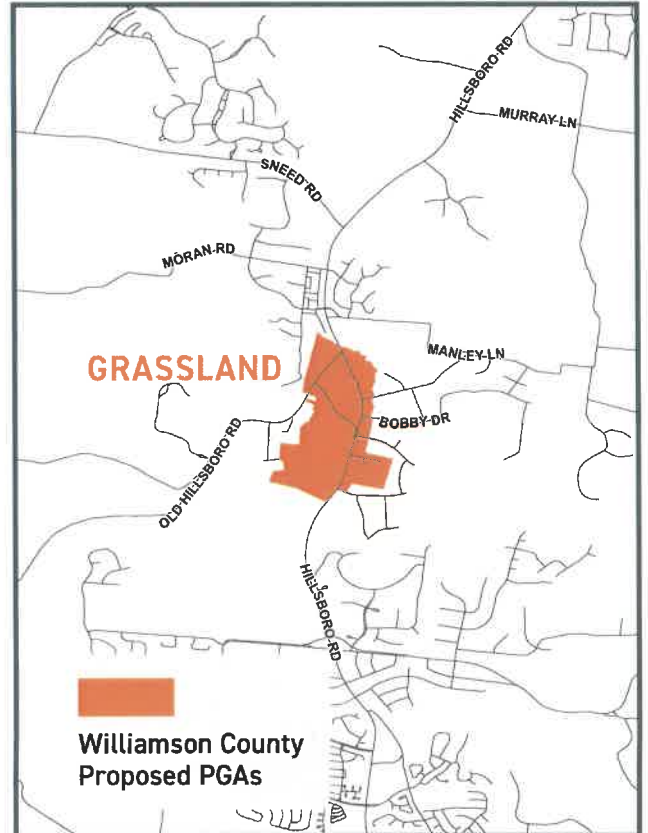 HILLSBORO RD
MURRAY LN
SNEED RD
MORAN RD
GRASSLAND
MANLEY LN
BOBBY DR
OLD HILLSBORO RD
HILLSBORO RD
Williamson County
Proposed PGAs